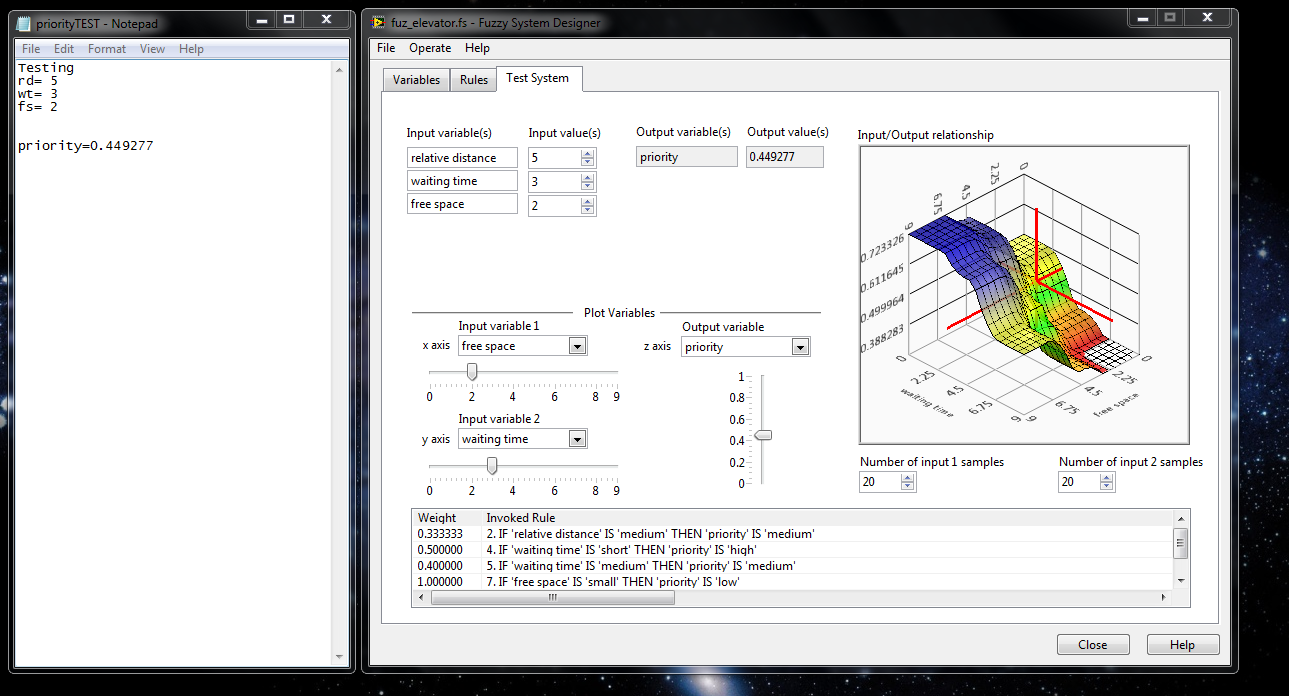 priorityTEST - Notepad
File Edit Format View Help
Testing
rd= 5
wt= 3
fs= 2
priority=0.449277
fuz_elevator.fs - Fuzzy System Designer
File Operate Help
Variables Rules Test System
Input variable(s) Input value(s) Output variable(s) Output value(s)
relative distance 5 priority 0.449277
waiting time 3
free space 2
Input/Output relationship
0 2.25 4.5 6.75 9
0.723326
0.611645
0.499964
0.388283
0 2.25 4.5 6.75 9
waiting time
9 6.75 4.5 2.25 0
free space
Plot Variables
Input variable 1
x axis free space
0 2 4 6 8 9
Input variable 2
y axis waiting time
0 2 4 6 8 9
Output variable
z axis priority
1
0.8
0.6
0.4
0.2
0
Number of input 1 samples Number of input 2 samples
20 20
Weight Invoked Rule
0.333333 2. IF 'relative distance' IS 'medium' THEN 'priority' IS 'medium'
0.500000 4. IF 'waiting time' IS 'short' THEN 'priority' IS 'high'
0.400000 5. IF 'waiting time' IS 'medium' THEN 'priority' IS 'medium'
1.000000 7. IF 'free space' IS 'small' THEN 'priority' IS 'low'
Close Help